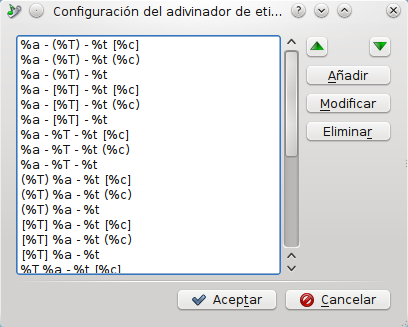 Configuración del adivinador de eti...
%a - (%T) - %t [%c]
%a - (%T) - %t (%c)
%a - (%T) - %t
%a - [%T] - %t [%c]
%a - [%T] - %t (%c)
%a - [%T] - %t
%a - %T - %t [%c]
%a - %T - %t (%c)
%a - %T - %t
(%T) %a - %t [%c]
(%T) %a - %t (%c)
(%T) %a - %t
[%T] %a - %t [%c]
[%T] %a - %t (%c)
[%T] %a - %t
%T %a - %t [%c]
Añadir
Modificar
Eliminar
Aceptar
Cancelar